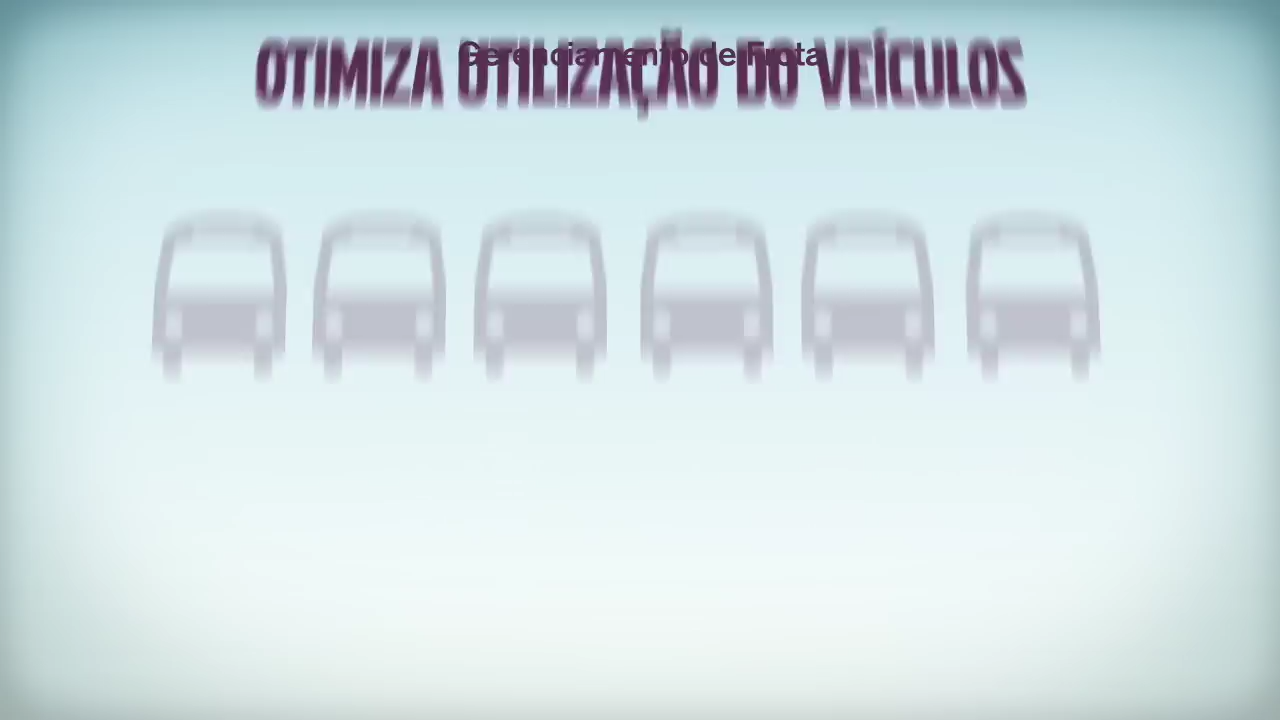 Gerenciamento de Frota
OTIMIZA UTILIZAÇÃO DO VEÍCULOS